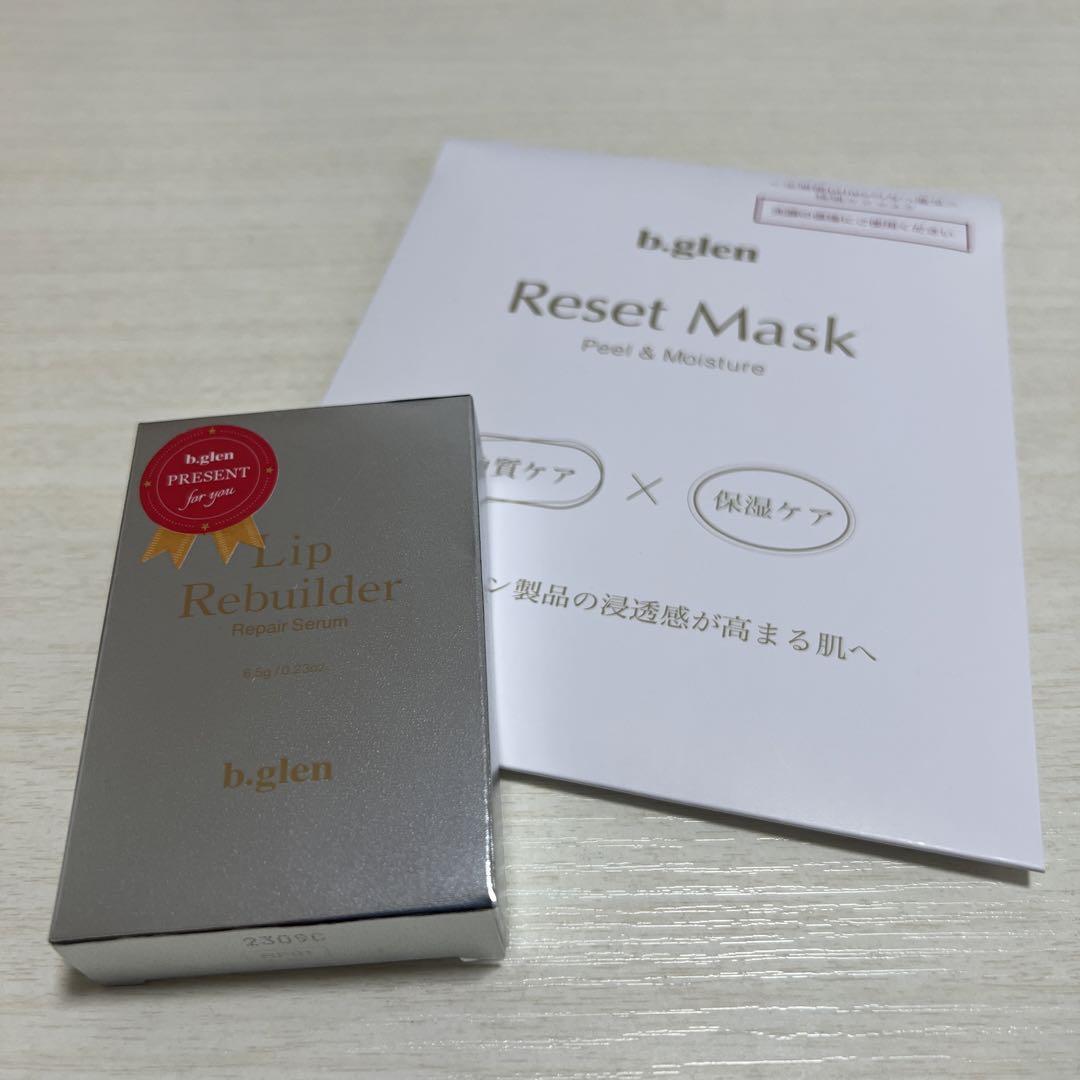 b.glen
PRESENT
for you
Lip
Rebuilder
Repair Serum
6.5g / 0.23oz.
b.glen
2309C
b.glen
Reset Mask
Peel & Moisture
質ケア × 保湿ケア
ン製品の浸透感が高まる肌へ